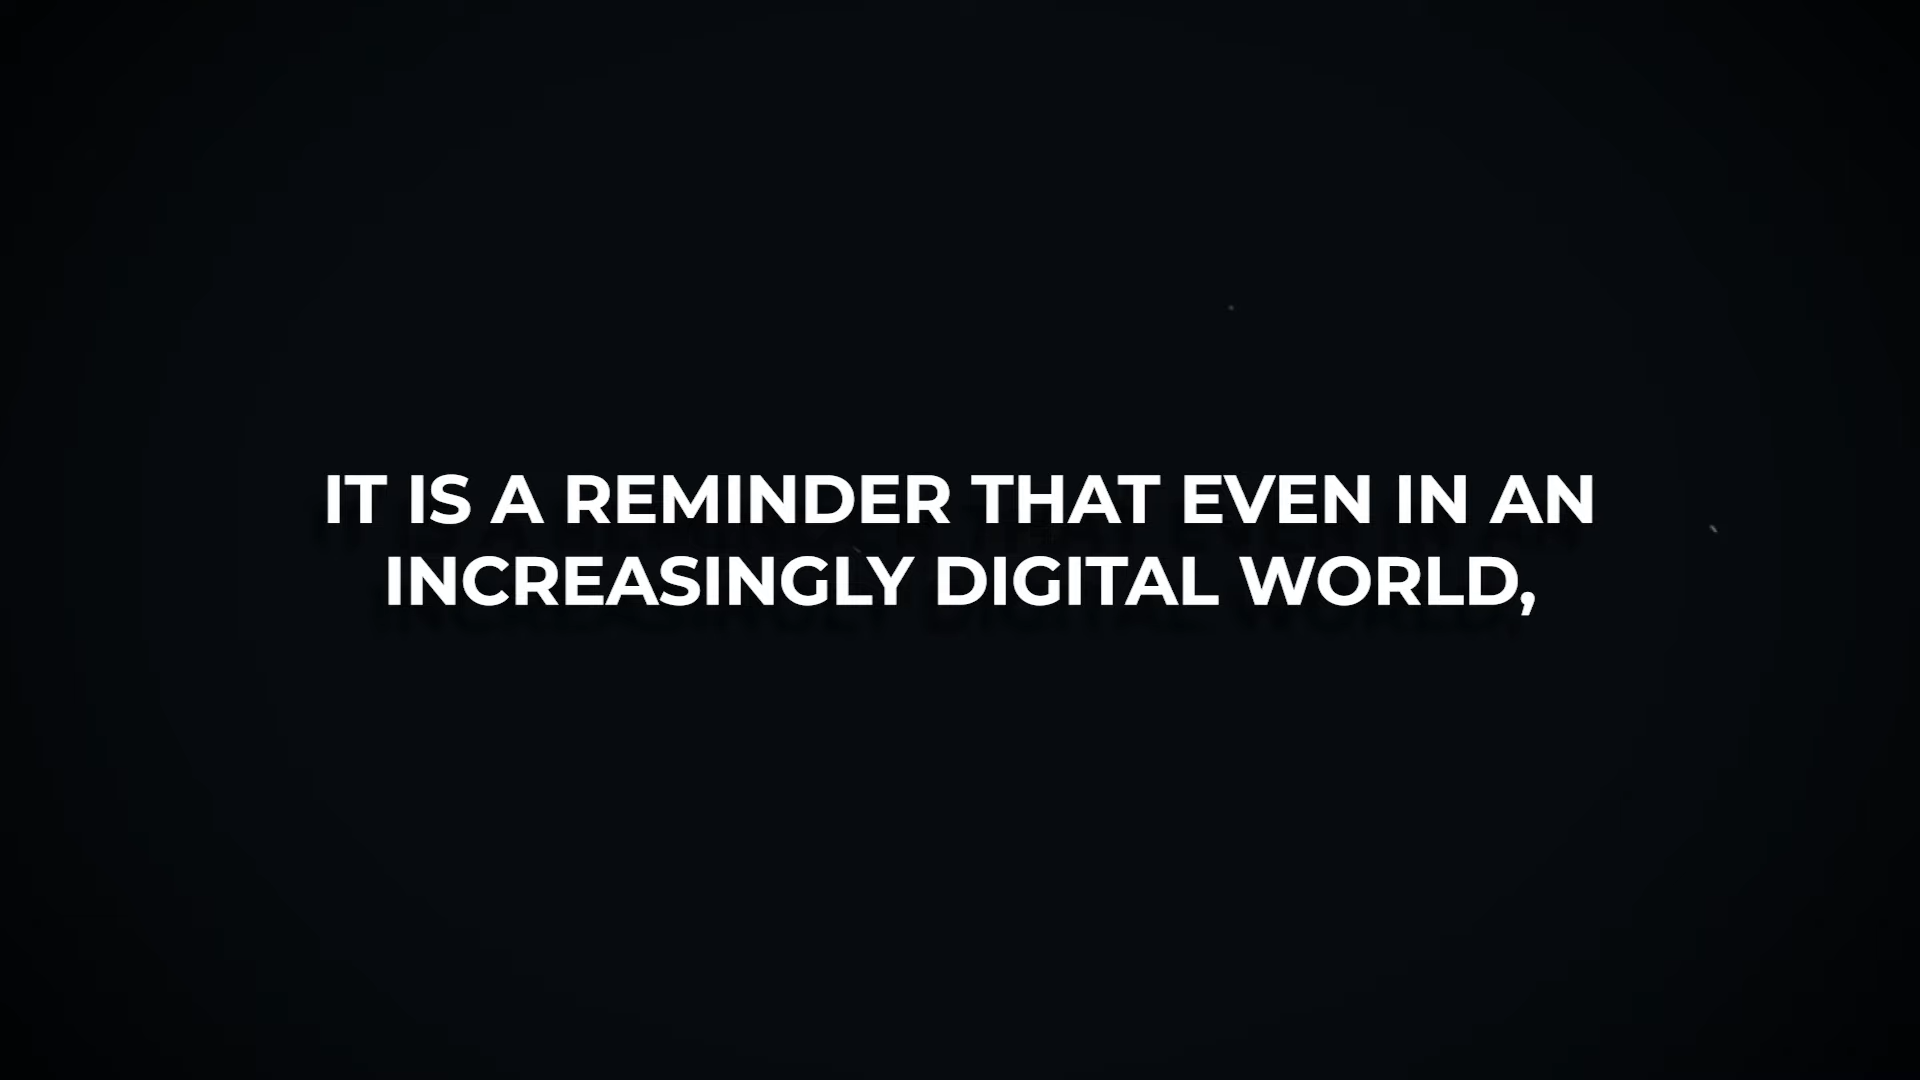 IT IS A REMINDER THAT EVEN IN AN
INCREASINGLY DIGITAL WORLD,